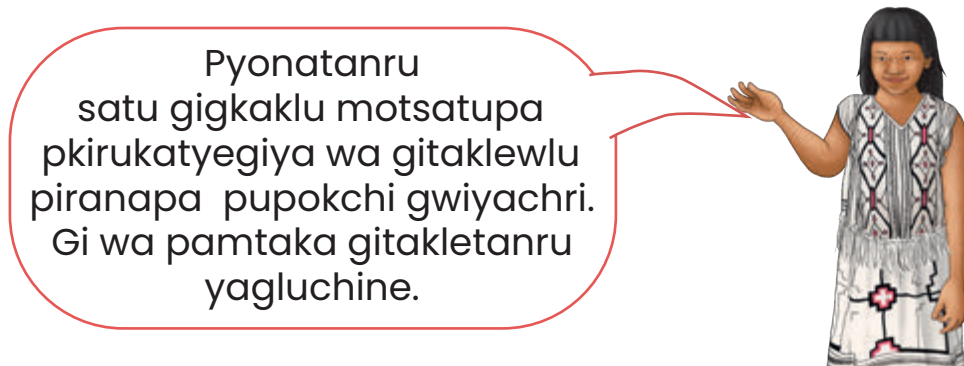 Pyonatanru
satu gigkaklu motsatupa
pkirukatyegiya wa gitaklewlu
piranapa pupokchi gwiyachri.
Gi wa pamtaka gitakletanru
yagluchine.